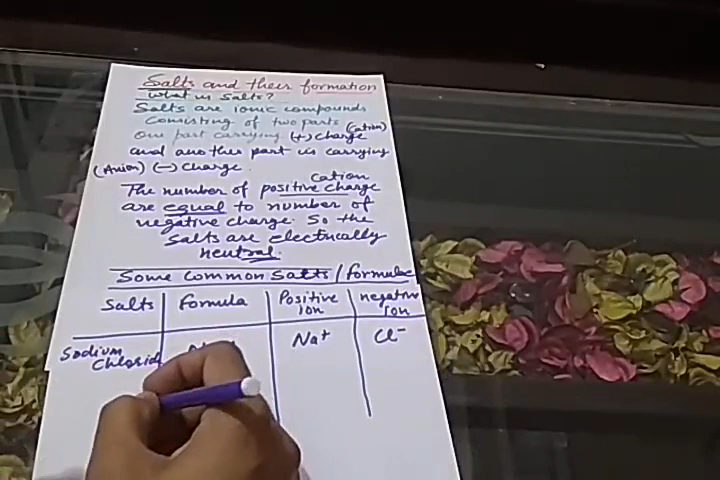 Salts and their formation
what is salts?
Salts are ionic compounds
consisting of two parts
One part carrying (+) charge (cation)
and another part is carrying
(Anion) (-) charge.
cation
The number of positive charge
are equal to number of
negative charge. So the
Salts are electrically
neutral.
Some common salts / formulae
Salts Formula Positive ion negative ion
Sodium Chloride Na+ Cl-